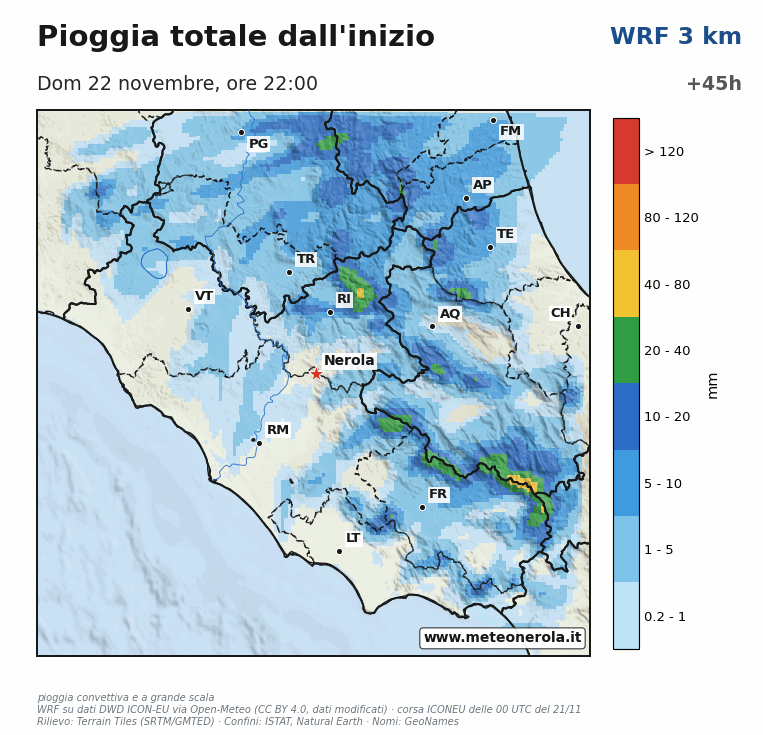 Pioggia totale dall'inizio
WRF 3 km
Dom 22 novembre, ore 22:00
+45h
PG
FM
AP
TE
TR
VT
RI
AQ
CH
Nerola
RM
FR
LT
www.meteonerola.it
> 120
80 - 120
40 - 80
20 - 40
10 - 20
5 - 10
1 - 5
0.2 - 1
mm
pioggia convettiva e a grande scala
WRF su dati DWD ICON-EU via Open-Meteo (CC BY 4.0, dati modificati) · corsa ICONEU delle 00 UTC del 21/11
Rilievo: Terrain Tiles (SRTM/GMTED) · Confini: ISTAT, Natural Earth · Nomi: GeoNames